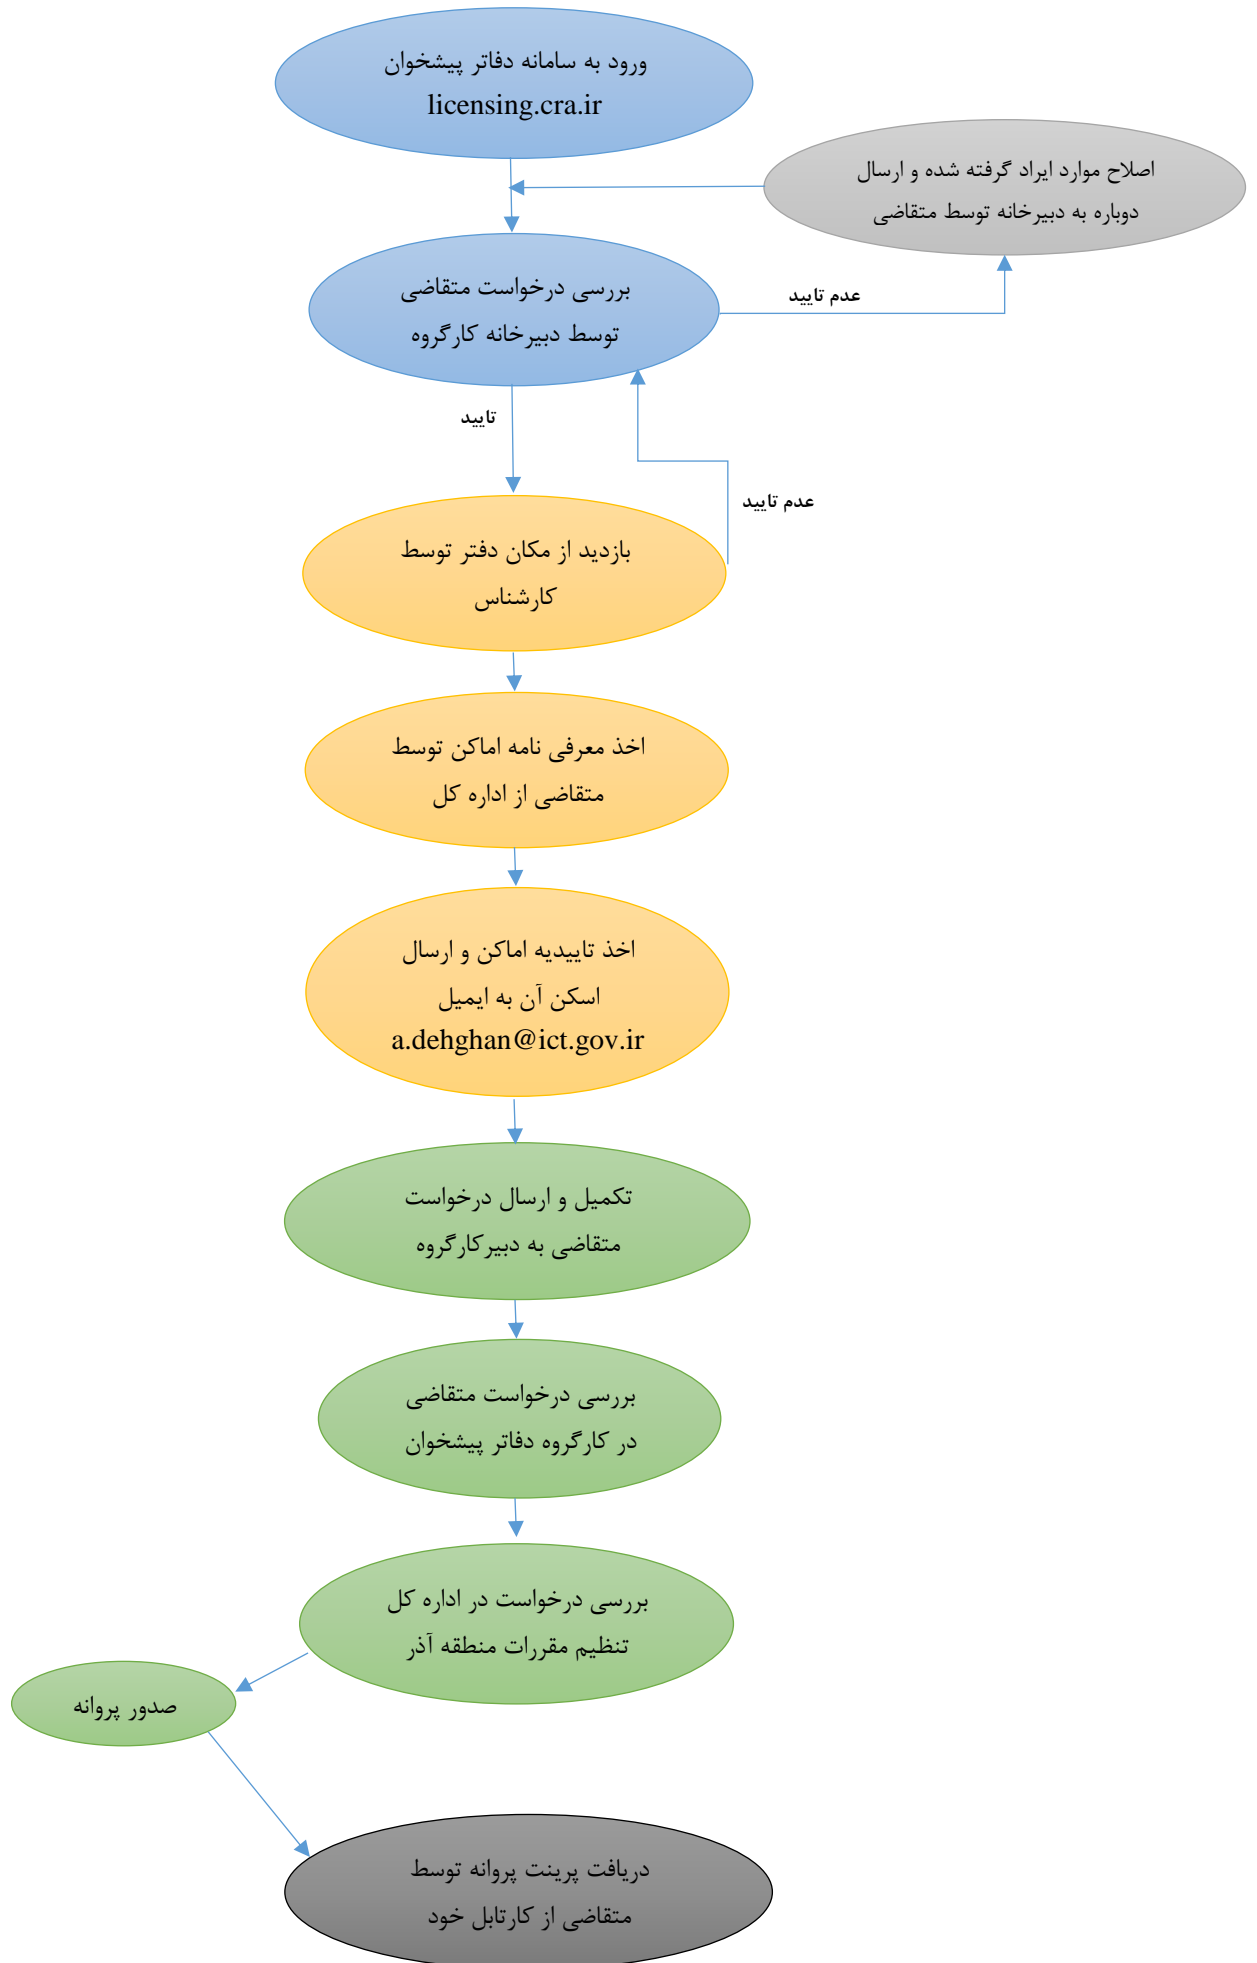 ورود به سامانه دفاتر پیشخوان
licensing.cra.ir
اصلاح موارد ایراد گرفته شده و ارسال
دوباره به دبیرخانه توسط متقاضی
بررسی درخواست متقاضی
توسط دبیرخانه کارگروه
عدم تایید
تایید
عدم تایید
بازدید از مکان دفتر توسط
کارشناس
اخذ معرفی نامه اماکن توسط
متقاضی از اداره کل
اخذ تاییدیه اماکن و ارسال
اسکن آن به ایمیل
a.dehghan@ict.gov.ir
تکمیل و ارسال درخواست
متقاضی به دبیرکارگروه
بررسی درخواست متقاضی
در کارگروه دفاتر پیشخوان
بررسی درخواست در اداره کل
تنظیم مقررات منطقه آذر
صدور پروانه
دریافت پرینت پروانه توسط
متقاضی از کارتابل خود